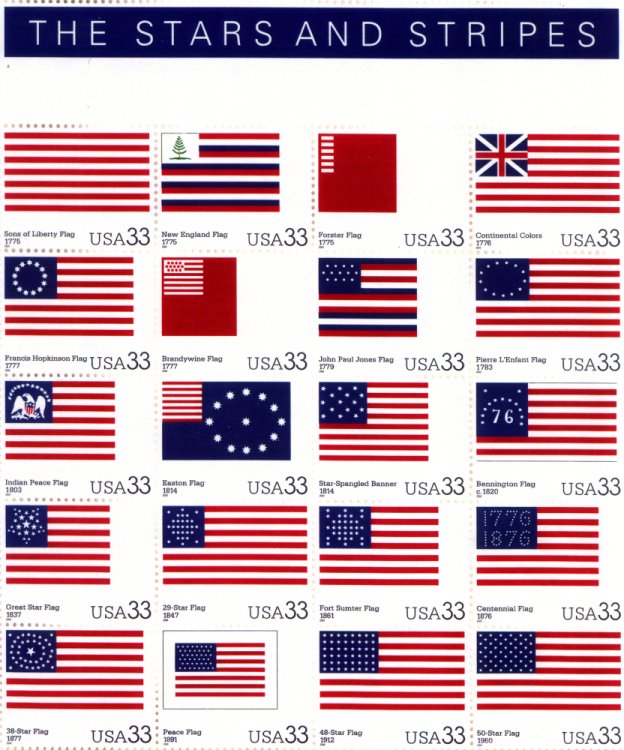 THE STARS AND STRIPES
Sons of Liberty Flag
1775
USA33
New England Flag
1775
USA33
Forster Flag
1775
USA33
Continental Colors
1776
USA33
Francis Hopkinson Flag
1777
USA33
Brandywine Flag
1777
USA33
John Paul Jones Flag
1779
USA33
Pierre L'Enfant Flag
1783
USA33
Indian Peace Flag
1803
USA33
Easton Flag
1814
USA33
Star-Spangled Banner
1814
USA33
76
Bennington Flag
c.1820
USA33
Great Star Flag
1837
USA33
29-Star Flag
1847
USA33
Fort Sumter Flag
1861
USA33
1776
1876
Centennial Flag
1876
USA33
38-Star Flag
1877
USA33
Peace Flag
1891
USA33
48-Star Flag
1912
USA33
50-Star Flag
1960
USA33